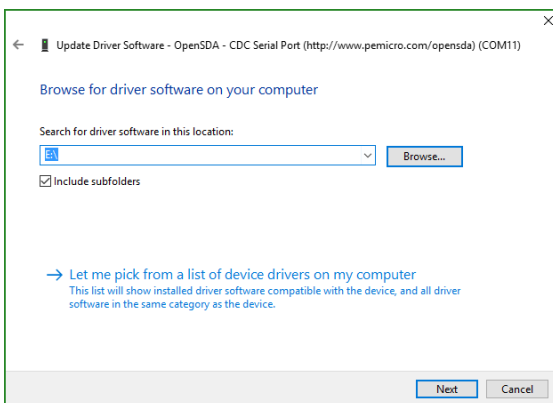 Update Driver Software - OpenSDA - CDC Serial Port (http://www.pemicro.com/opensda) (COM11)
Browse for driver software on your computer
Search for driver software in this location:
E:\
Browse...
Include subfolders
Let me pick from a list of device drivers on my computer
This list will show installed driver software compatible with the device, and all driver
software in the same category as the device.
Next
Cancel